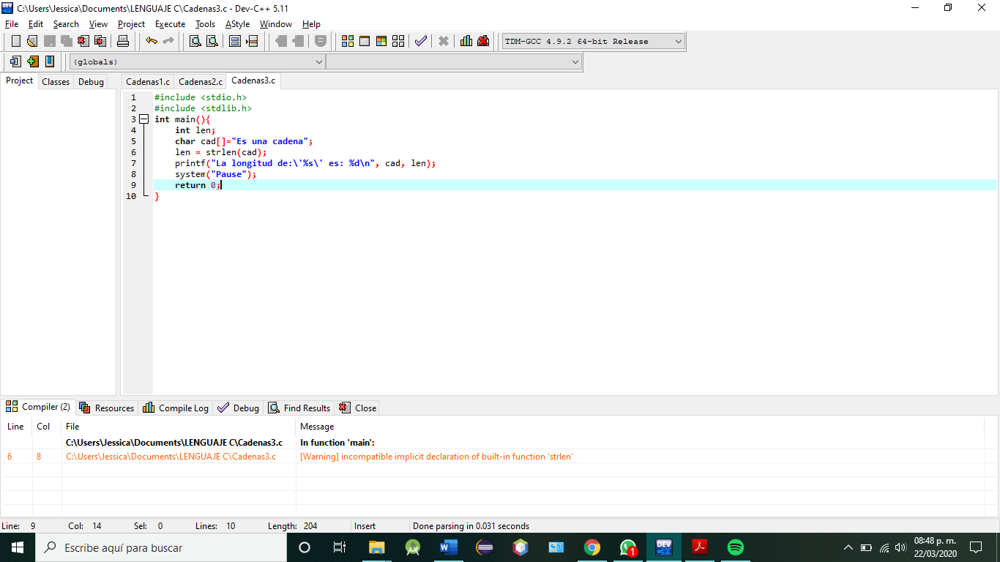 C:\Users\Jessica\Documents\LENGUAJE C\Cadenas3.c - Dev-C++ 5.11
File Edit Search View Project Execute Tools AStyle Window Help
TDM-GCC 4.9.2 64-bit Release
(globals)
Project Classes Debug Cadenas1.c Cadenas2.c Cadenas3.c
1 #include <stdio.h>
2 #include <stdlib.h>
3 int main(){
4 int len;
5 char cad[]="Es una cadena";
6 len = strlen(cad);
7 printf("La longitud de:\'%s\' es: %d\n", cad, len);
8 system("Pause");
9 return 0;
10 }
Compiler (2) Resources Compile Log Debug Find Results Close
Line Col File Message
C:\Users\Jessica\Documents\LENGUAJE C\Cadenas3.c In function 'main':
6 8 C:\Users\Jessica\Documents\LENGUAJE C\Cadenas3.c [Warning] incompatible implicit declaration of built-in function 'strlen'
Line: 9 Col: 14 Sel: 0 Lines: 10 Length: 204 Insert Done parsing in 0.031 seconds
Escribe aquí para buscar
1
DEV
08:48 p. m.
22/03/2020